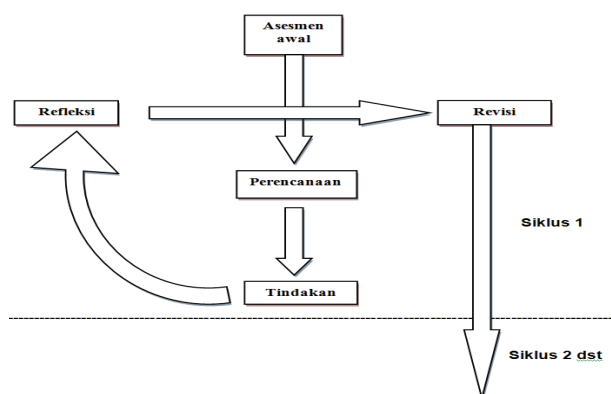 Asesmen
awal
Refleksi
Revisi
Perencanaan
Siklus 1
Tindakan
Siklus 2 dst